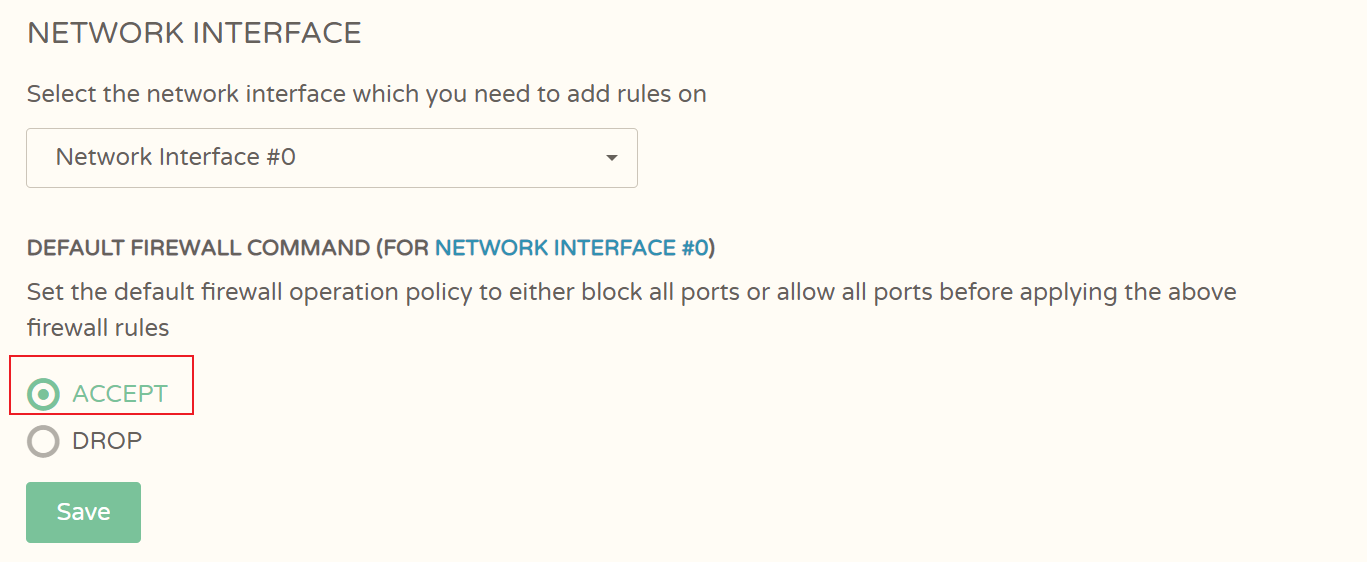 NETWORK INTERFACE
Select the network interface which you need to add rules on
Network Interface #0
DEFAULT FIREWALL COMMAND (FOR NETWORK INTERFACE #0)
Set the default firewall operation policy to either block all ports or allow all ports before applying the above
firewall rules
ACCEPT
DROP
Save